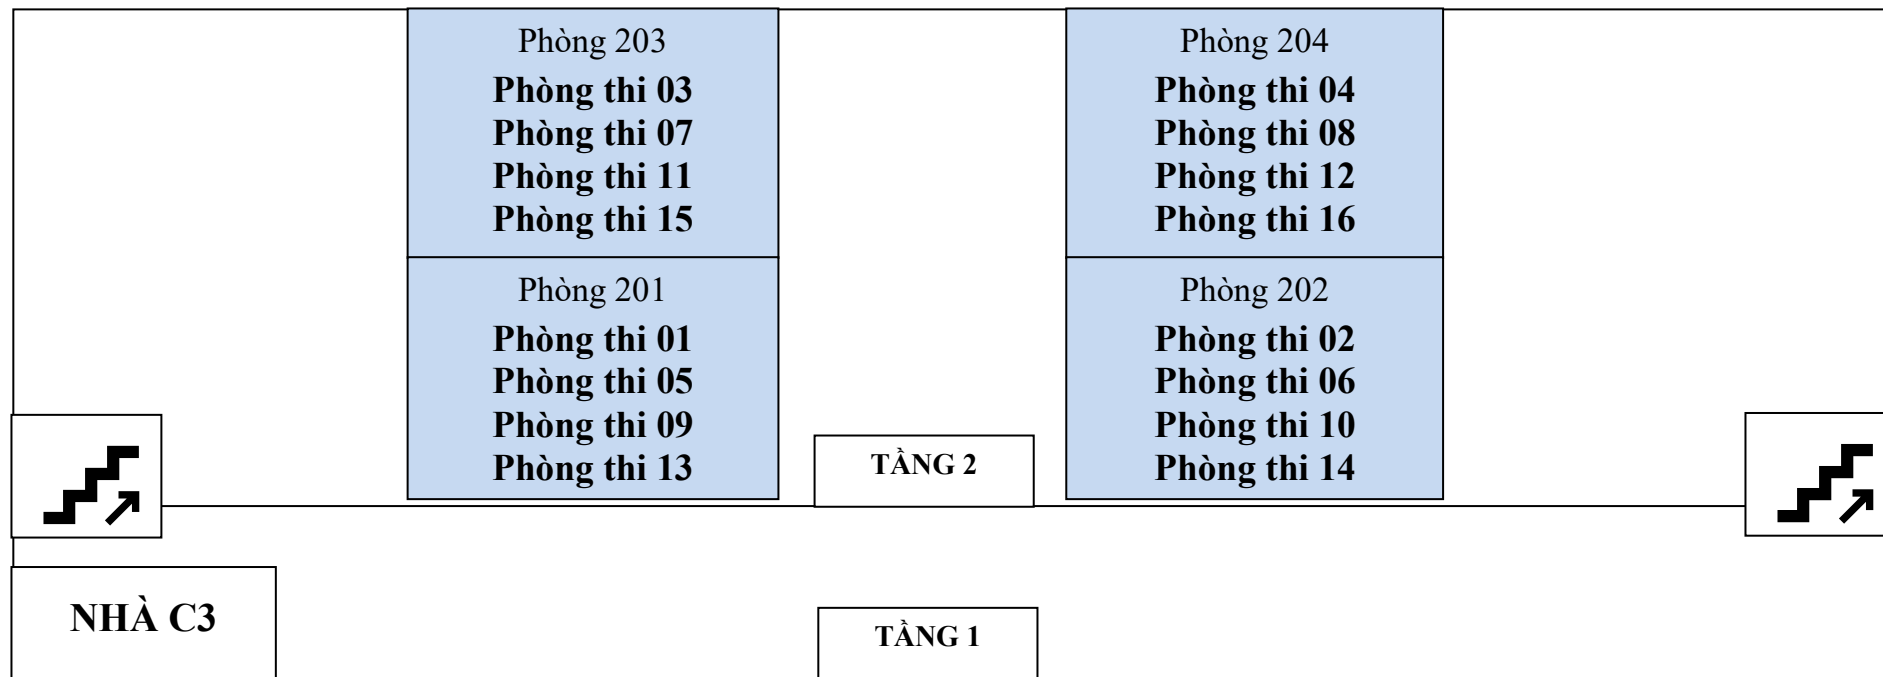 Phòng 203
Phòng thi 03
Phòng thi 07
Phòng thi 11
Phòng thi 15
Phòng 204
Phòng thi 04
Phòng thi 08
Phòng thi 12
Phòng thi 16
Phòng 201
Phòng thi 01
Phòng thi 05
Phòng thi 09
Phòng thi 13
Phòng 202
Phòng thi 02
Phòng thi 06
Phòng thi 10
Phòng thi 14
TẦNG 2
NHÀ C3
TẦNG 1